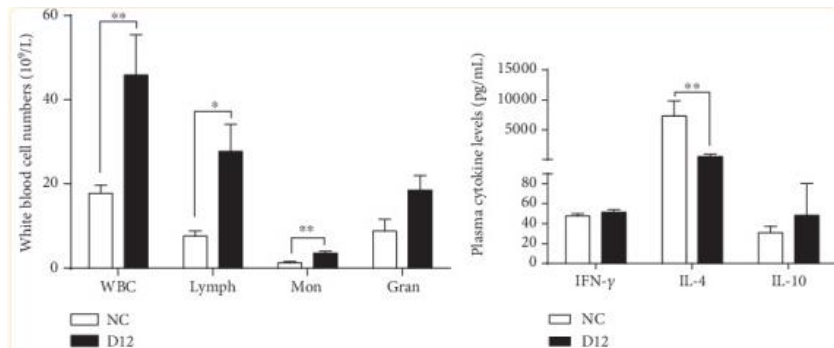 White blood cell numbers (10⁹/L)
60
40
20
0
**
*
**
WBC Lymph Mon Gran
NC
D12
Plasma cytokine levels (pg/mL)
15000
10000
5000
80
60
40
20
0
**
IFN-γ IL-4 IL-10
NC
D12